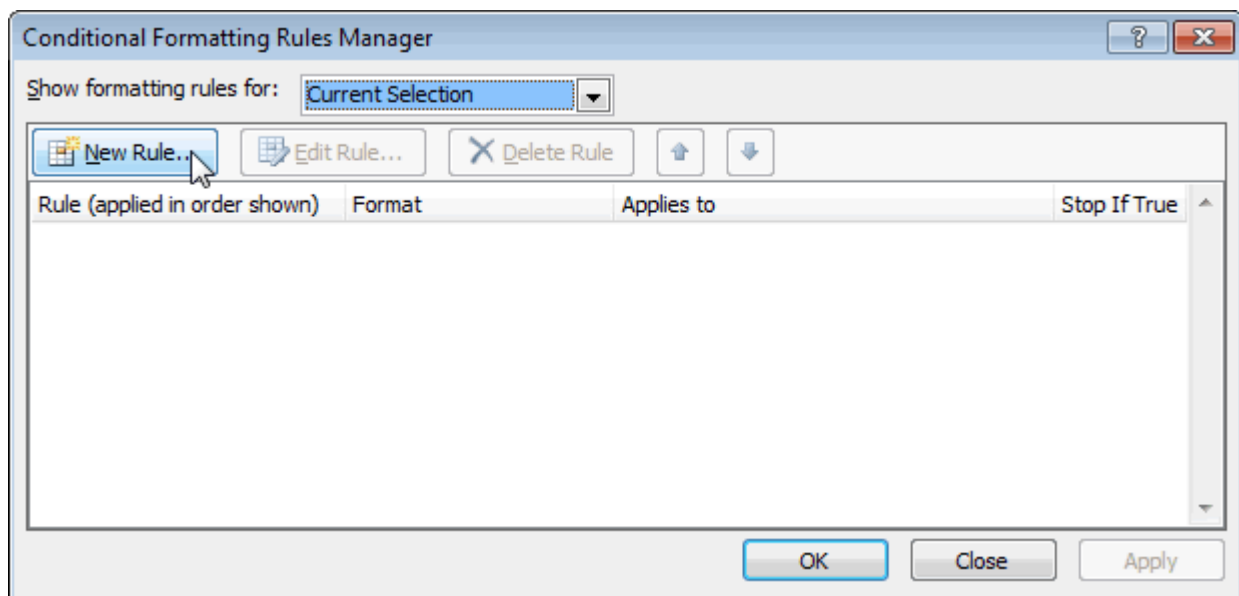 Conditional Formatting Rules Manager
Show formatting rules for: Current Selection
New Rule... Edit Rule... Delete Rule
Rule (applied in order shown) Format Applies to Stop If True
OK Close Apply